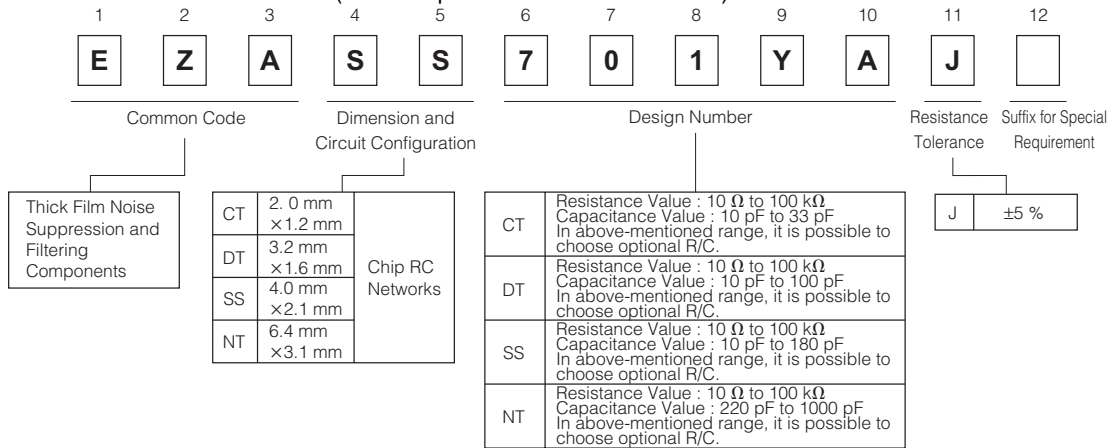 1 2 3 4 5 6 7 8 9 10 11 12
E Z A S S 7 0 1 Y A J
Common Code
Dimension and
Circuit Configuration
Design Number
Resistance
Tolerance
Suffix for Special
Requirement
Thick Film Noise
Suppression and
Filtering
Components
CT 2. 0 mm
×1.2 mm
DT 3.2 mm
×1.6 mm
SS 4.0 mm
×2.1 mm
NT 6.4 mm
×3.1 mm
Chip RC
Networks
CT
Resistance Value : 10 Ω to 100 kΩ
Capacitance Value : 10 pF to 33 pF
In above-mentioned range, it is possible to
choose optional R/C.
DT
Resistance Value : 10 Ω to 100 kΩ
Capacitance Value : 10 pF to 100 pF
In above-mentioned range, it is possible to
choose optional R/C.
SS
Resistance Value : 10 Ω to 100 kΩ
Capacitance Value : 10 pF to 180 pF
In above-mentioned range, it is possible to
choose optional R/C.
NT
Resistance Value : 10 Ω to 100 kΩ
Capacitance Value : 220 pF to 1000 pF
In above-mentioned range, it is possible to
choose optional R/C.
J ±5 %